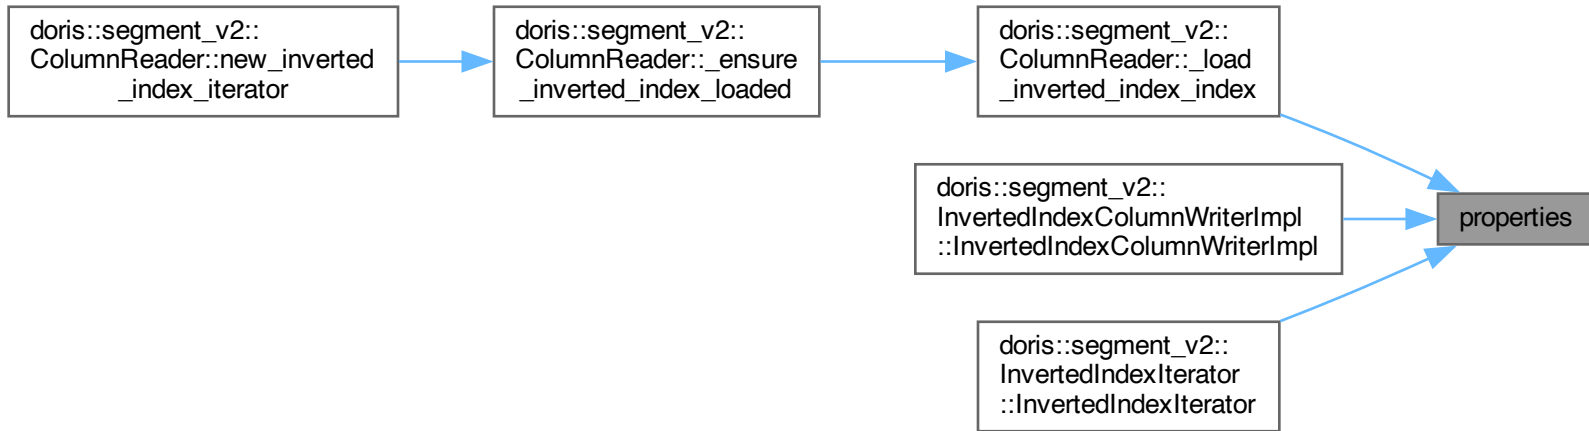 doris::segment_v2::
ColumnReader::new_inverted
_index_iterator
doris::segment_v2::
ColumnReader::_ensure
_inverted_index_loaded
doris::segment_v2::
ColumnReader::_load
_inverted_index_index
doris::segment_v2::
InvertedIndexColumnWriterImpl
::InvertedIndexColumnWriterImpl
properties
doris::segment_v2::
InvertedIndexIterator
::InvertedIndexIterator